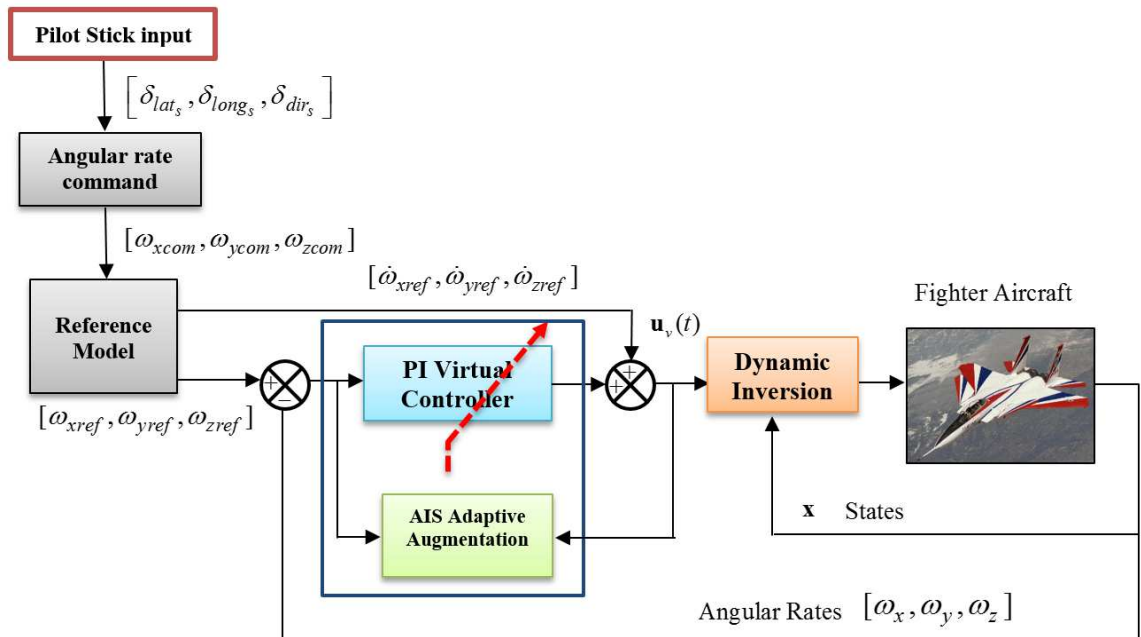 Pilot Stick input
[δ_lat_s, δ_long_s, δ_dir_s]
Angular rate
command
[ω_xcom, ω_ycom, ω_zcom]
[ω̇_xref, ω̇_yref, ω̇_zref]
Fighter Aircraft
Reference
Model
u_v(t)
PI Virtual
Controller
Dynamic
Inversion
+
−
+
+
[ω_xref, ω_yref, ω_zref]
AIS Adaptive
Augmentation
x States
Angular Rates [ω_x, ω_y, ω_z]